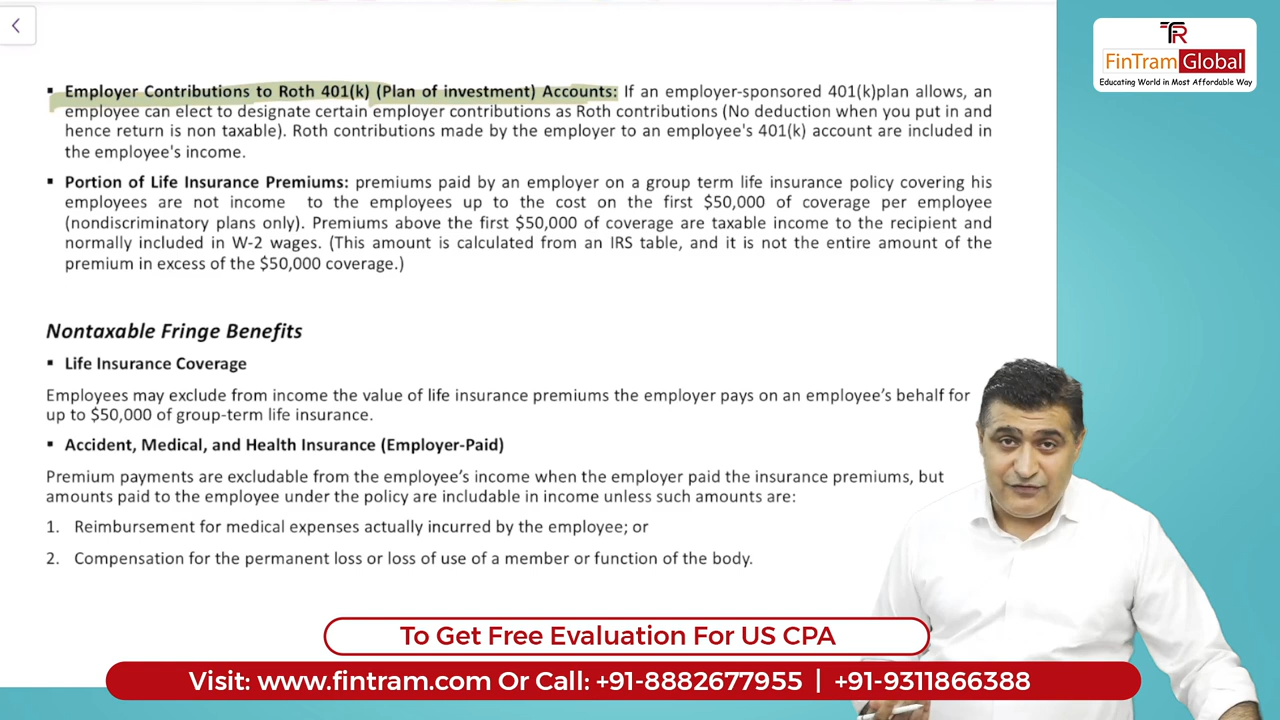 FinTram Global
Educating World in Most Affordable Way
▪ Employer Contributions to Roth 401(k) (Plan of investment) Accounts: If an employer-sponsored 401(k)plan allows, an
employee can elect to designate certain employer contributions as Roth contributions (No deduction when you put in and
hence return is non taxable). Roth contributions made by the employer to an employee's 401(k) account are included in
the employee's income.
▪ Portion of Life Insurance Premiums: premiums paid by an employer on a group term life insurance policy covering his
employees are not income to the employees up to the cost on the first $50,000 of coverage per employee
(nondiscriminatory plans only). Premiums above the first $50,000 of coverage are taxable income to the recipient and
normally included in W-2 wages. (This amount is calculated from an IRS table, and it is not the entire amount of the
premium in excess of the $50,000 coverage.)
Nontaxable Fringe Benefits
▪ Life Insurance Coverage
Employees may exclude from income the value of life insurance premiums the employer pays on an employee’s behalf for
up to $50,000 of group-term life insurance.
▪ Accident, Medical, and Health Insurance (Employer-Paid)
Premium payments are excludable from the employee’s income when the employer paid the insurance premiums, but
amounts paid to the employee under the policy are includable in income unless such amounts are:
1. Reimbursement for medical expenses actually incurred by the employee; or
2. Compensation for the permanent loss or loss of use of a member or function of the body.
To Get Free Evaluation For US CPA
Visit: www.fintram.com Or Call: +91-8882677955 | +91-9311866388